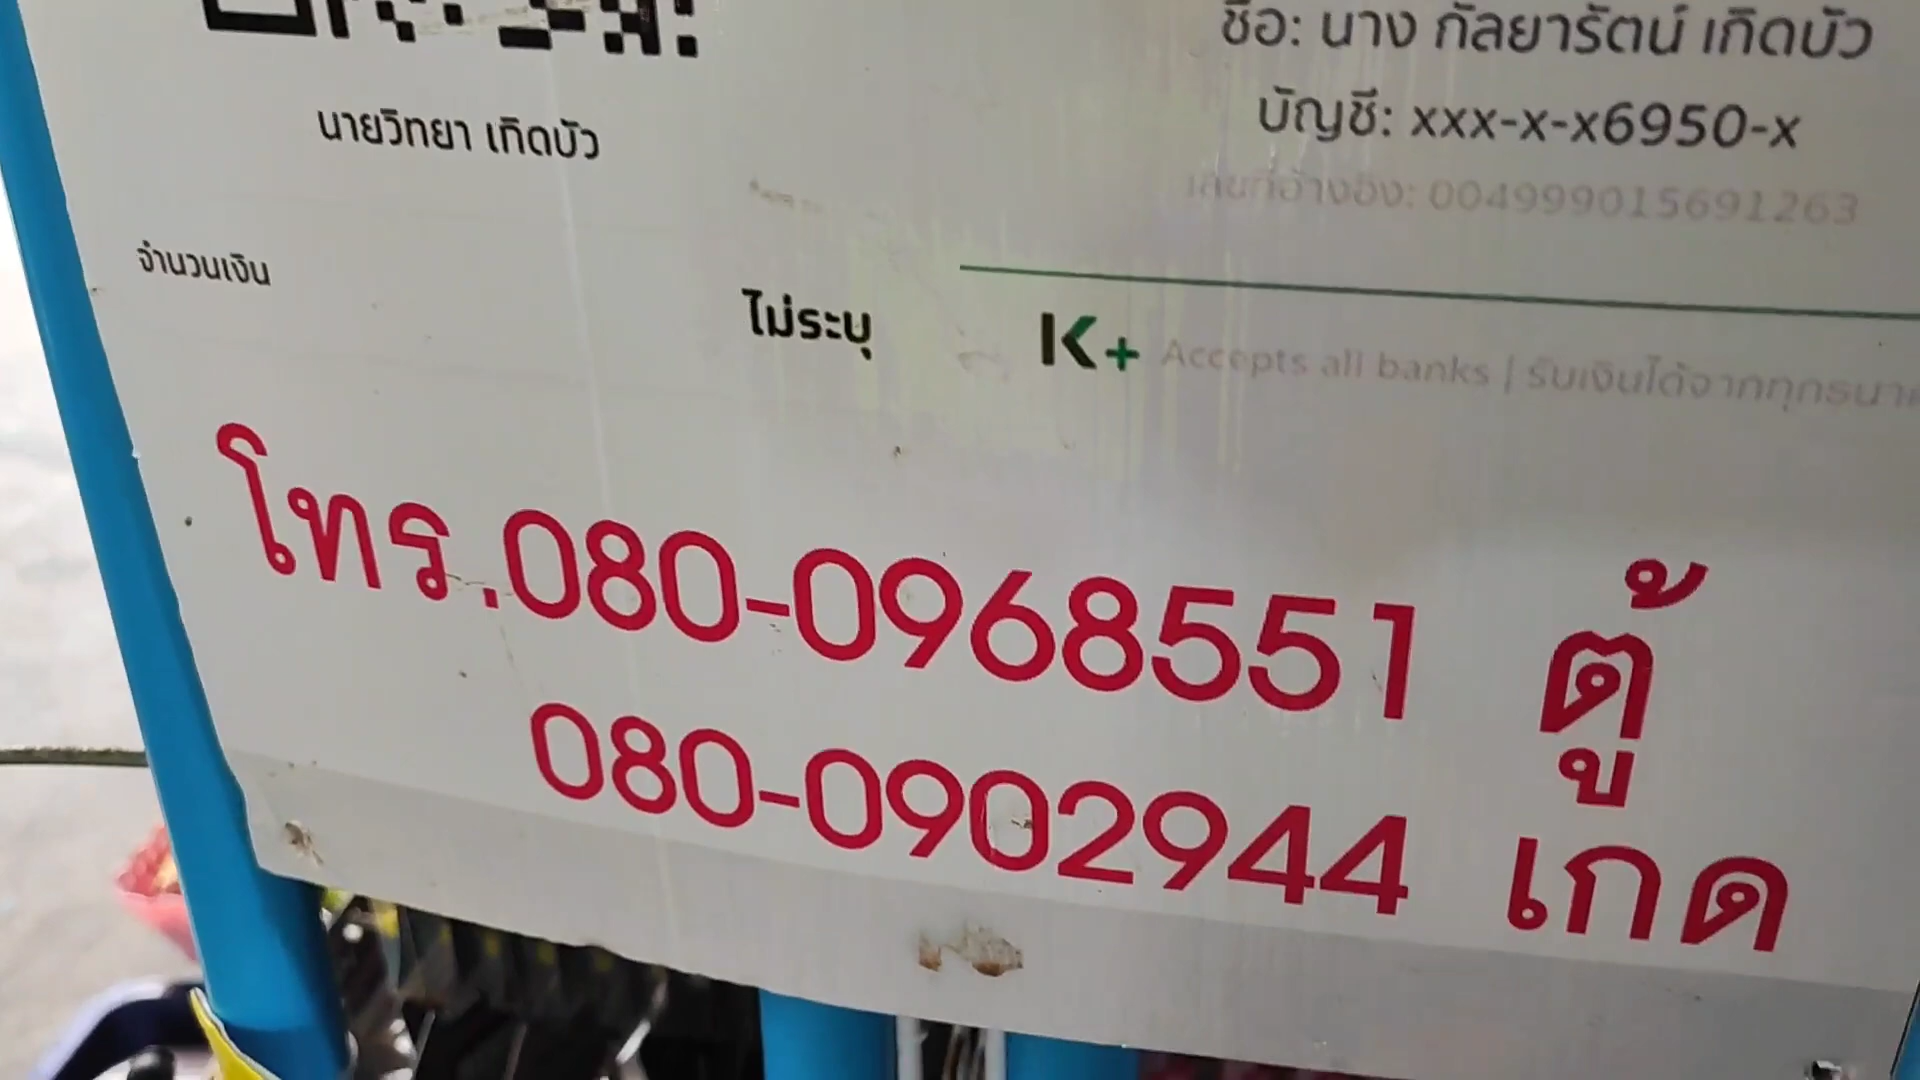 ชื่อ: นาง กัลยารัตน์ เกิดบัว
บัญชี: xxx-x-x6950-x
เลขที่อ้างอิง: 004999015691263
นายวิทยา เกิดบัว
จำนวนเงิน
ไม่ระบุ
K+ Accepts all banks | รับเงินได้จากทุกธนา
โทร.080-0968551 ตู้
080-0902944 เกด